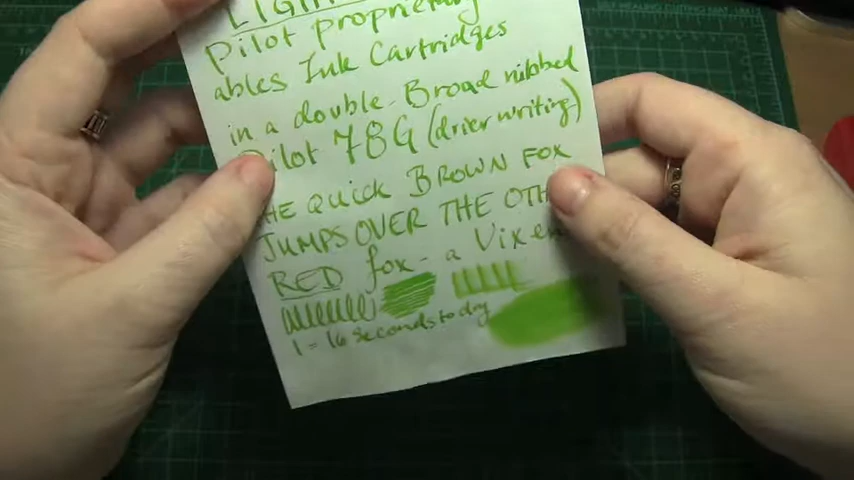 LIGH
Pilot proprietary
ables Ink Cartridges
in a double Broad nibbed
Pilot 78G (drier writing)
THE QUICK BROWN FOX
JUMPS OVER THE OTH
RED fox - a Vixen
1 = 16 seconds to dry